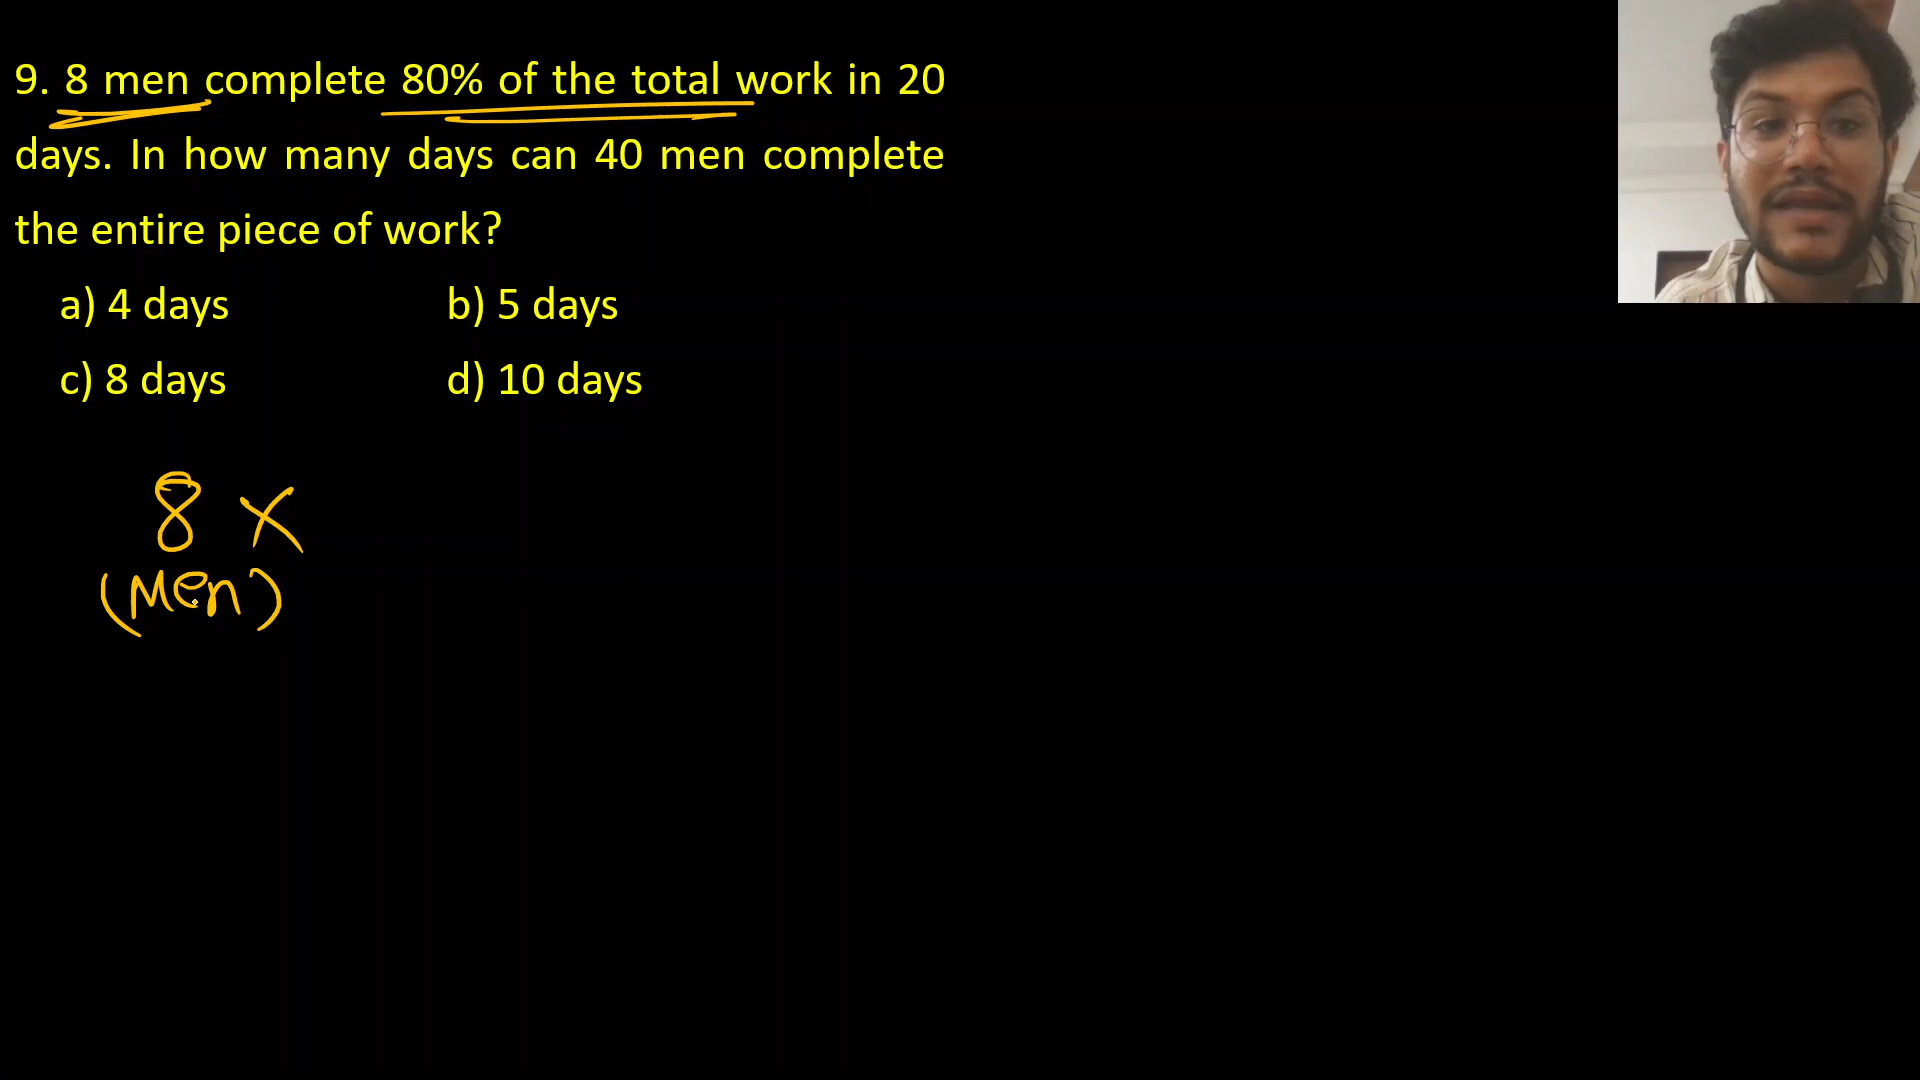 9. 8 men complete 80% of the total work in 20
days. In how many days can 40 men complete
the entire piece of work?
a) 4 days b) 5 days
c) 8 days d) 10 days
8 ×
(Men)